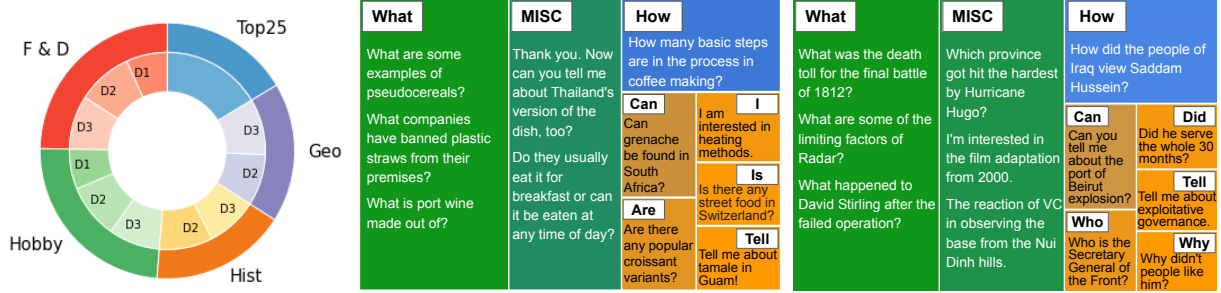 Top25
F & D
D1
D2
D3
D3
Geo
D2
D1
D3
D2
D2
D3
Hobby
Hist
What
What are some
examples of
pseudocereals?
What companies
have banned plastic
straws from their
premises?
What is port wine
made out of?
MISC
Thank you. Now
can you tell me
about Thailand's
version of the
dish, too?
Do they usually
eat it for
breakfast or can
it be eaten at
any time of day?
How
How many basic steps
are in the process in
coffee making?
Can
Can
grenache
be found in
South
Africa?
Are
Are there
any popular
croissant
variants?
I
I am
interested in
heating
methods.
Is
Is there any
street food in
Switzerland?
Tell
Tell me about
tamale in
Guam!
What
What was the death
toll for the final battle
of 1812?
What are some of the
limiting factors of
Radar?
What happened to
David Stirling after the
failed operation?
MISC
Which province
got hit the hardest
by Hurricane
Hugo?
I'm interested in
the film adaptation
from 2000.
The reaction of VC
in observing the
base from the Nui
Dinh hills.
How
How did the people of
Iraq view Saddam
Hussein?
Can
Can you
tell me
about the
port of
Beirut
explosion?
Who
Who is the
Secretary
General of
the Front?
Did
Did he serve
the whole 30
months?
Tell
Tell me about
exploitative
governance.
Why
Why didn't
people like
him?